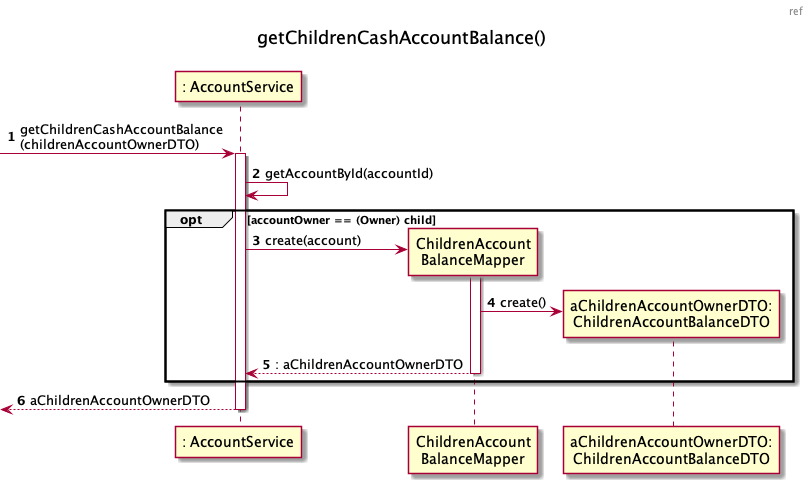 ref
getChildrenCashAccountBalance()
: AccountService
1 getChildrenCashAccountBalance
(childrenAccountOwnerDTO)
2 getAccountById(accountId)
opt [accountOwner == (Owner) child]
3 create(account)
ChildrenAccount
BalanceMapper
4 create()
aChildrenAccountOwnerDTO:
ChildrenAccountBalanceDTO
5 : aChildrenAccountOwnerDTO
6 aChildrenAccountOwnerDTO
: AccountService
ChildrenAccount
BalanceMapper
aChildrenAccountOwnerDTO:
ChildrenAccountBalanceDTO